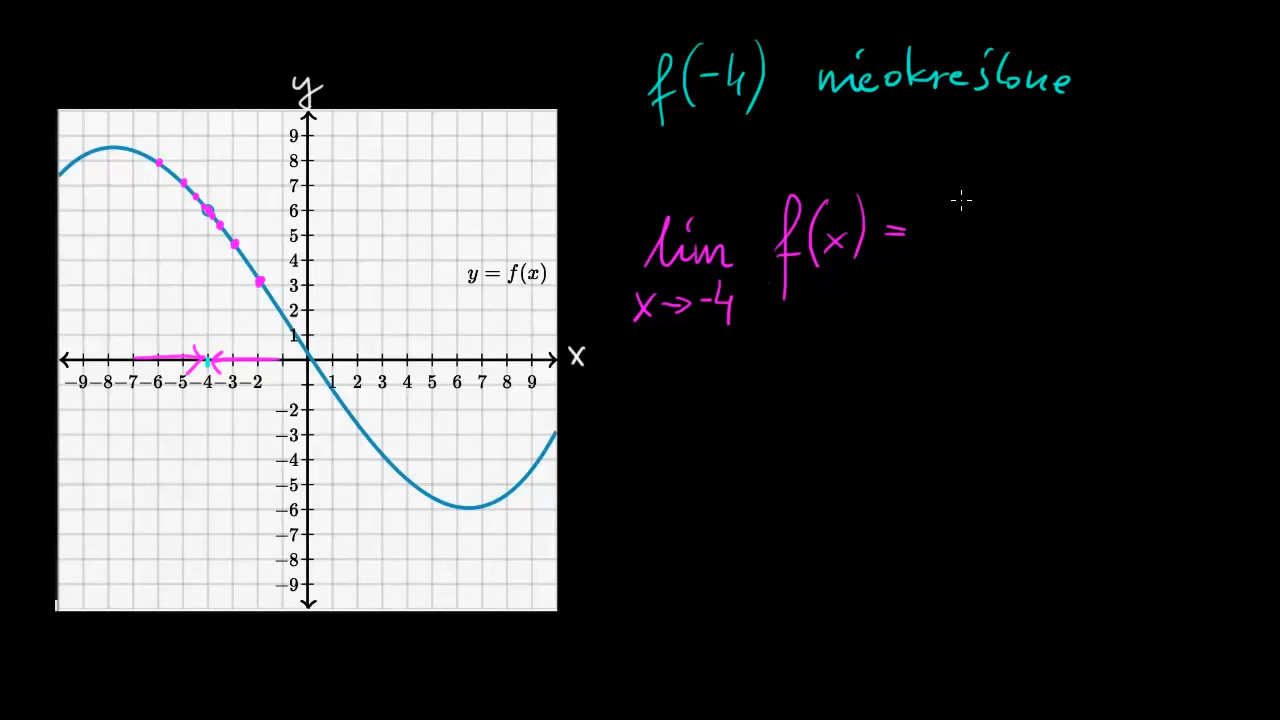 f(-4) nieokreślone
y
lim f(x) =
x→-4
y = f(x)
x
9
8
7
6
5
4
3
2
1
-9 -8 -7 -6 -5 -4 -3 -2 1 2 3 4 5 6 7 8 9
-2
-3
-4
-5
-6
-7
-8
-9